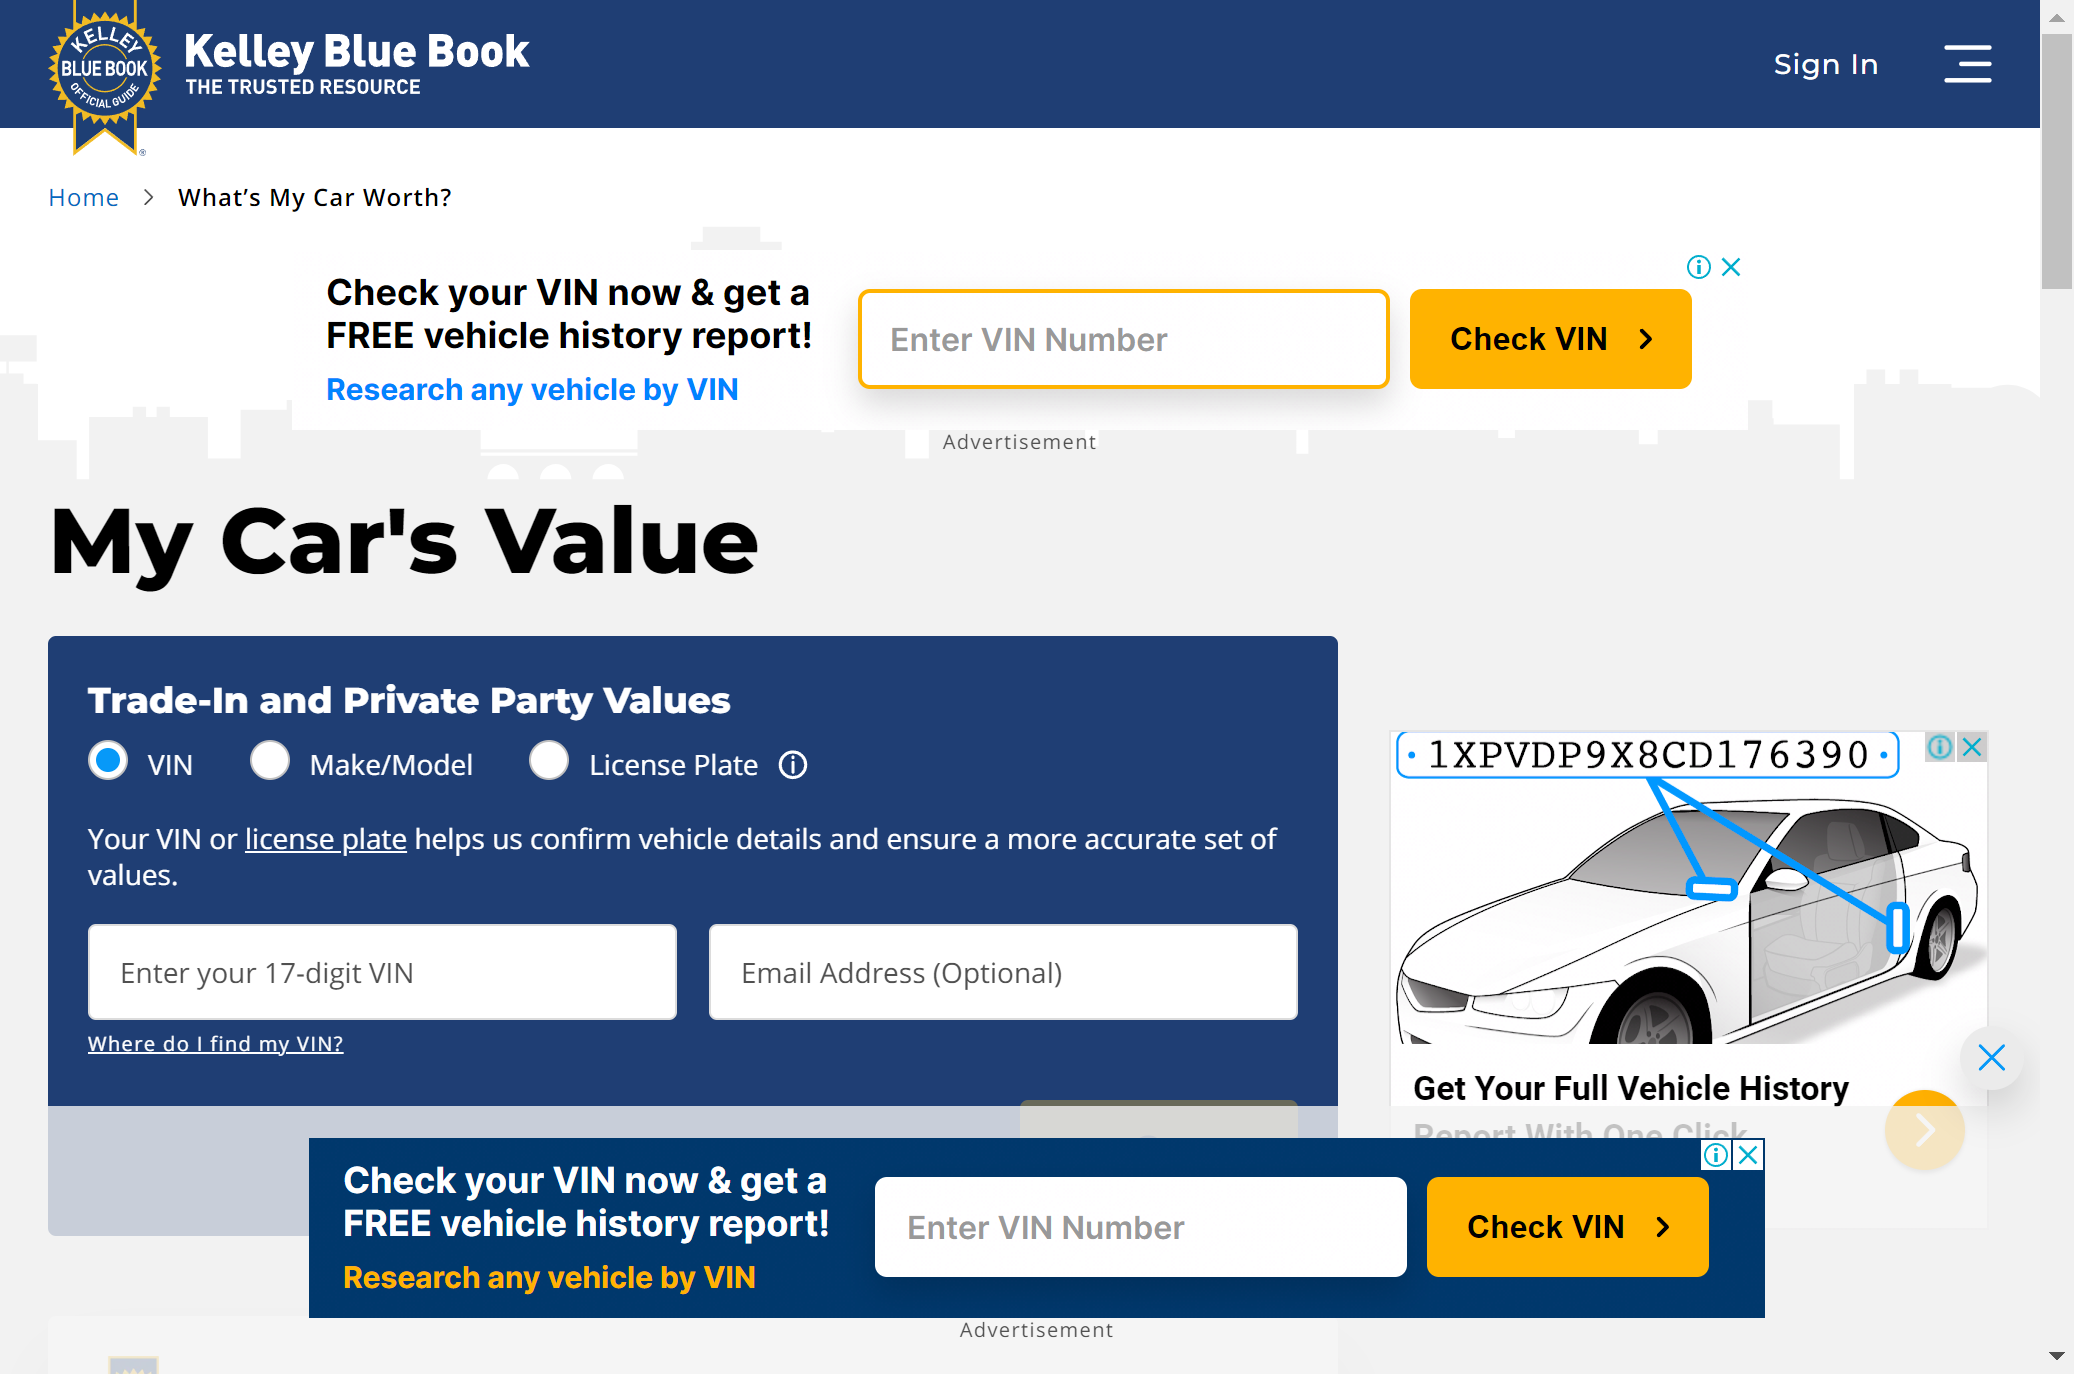 KELLEY
BLUE BOOK
OFFICIAL GUIDE
®
Kelley Blue Book
THE TRUSTED RESOURCE
Sign In
Home
What's My Car Worth?
Check your VIN now & get a
FREE vehicle history report!
Research any vehicle by VIN
Enter VIN Number
Check VIN
Advertisement
My Car's Value
Trade-In and Private Party Values
VIN
Make/Model
License Plate
Your VIN or license plate helps us confirm vehicle details and ensure a more accurate set of
values.
Enter your 17-digit VIN
Email Address (Optional)
Where do I find my VIN?
1XPVDP9X8CD176390
Get Your Full Vehicle History
Report With One Click
Check your VIN now & get a
FREE vehicle history report!
Research any vehicle by VIN
Enter VIN Number
Check VIN
Advertisement